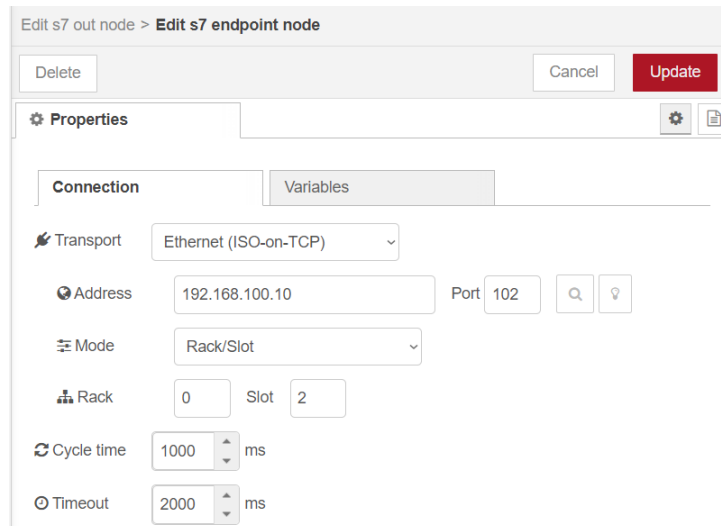 Edit s7 out node > Edit s7 endpoint node
Delete Cancel Update
Properties
Connection Variables
Transport Ethernet (ISO-on-TCP)
Address 192.168.100.10 Port 102
Mode Rack/Slot
Rack 0 Slot 2
Cycle time 1000 ms
Timeout 2000 ms